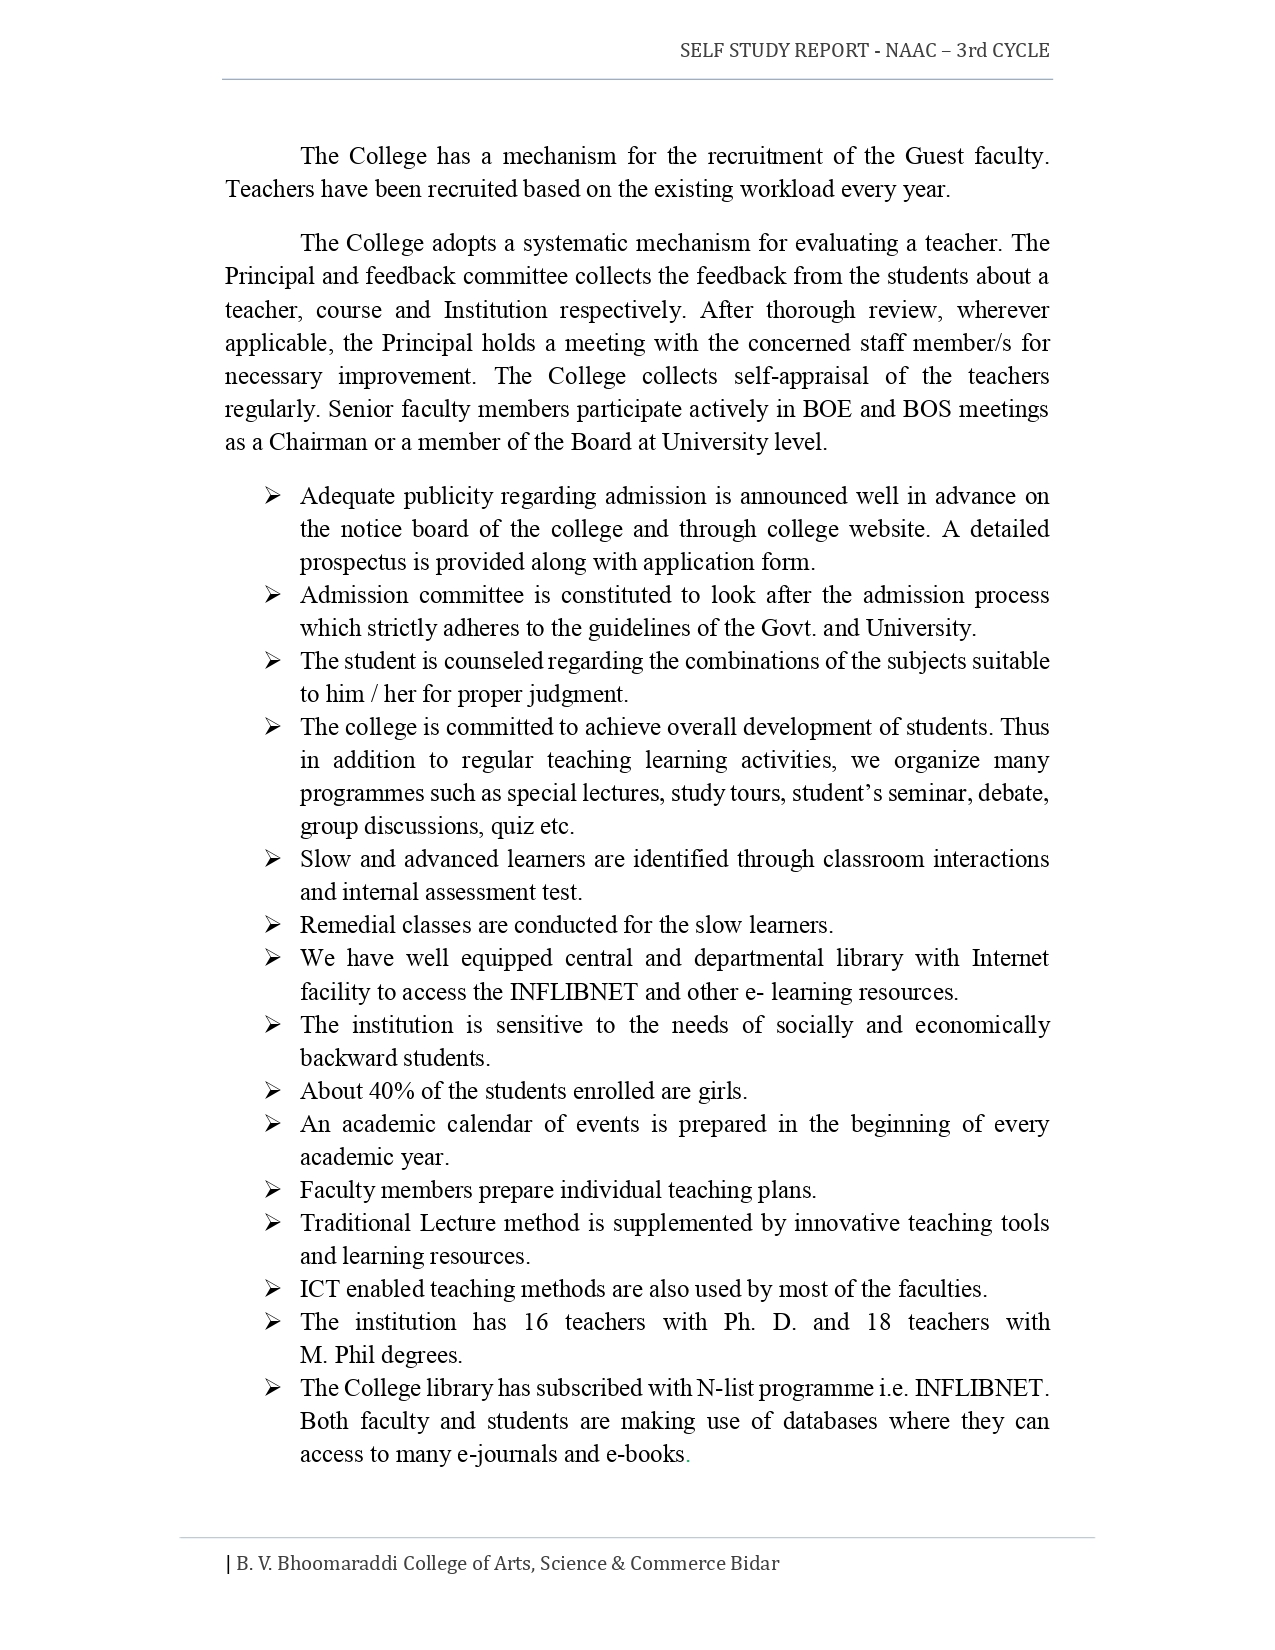 SELF STUDY REPORT - NAAC – 3rd CYCLE
The College has a mechanism for the recruitment of the Guest faculty.
Teachers have been recruited based on the existing workload every year.
The College adopts a systematic mechanism for evaluating a teacher. The
Principal and feedback committee collects the feedback from the students about a
teacher, course and Institution respectively. After thorough review, wherever
applicable, the Principal holds a meeting with the concerned staff member/s for
necessary improvement. The College collects self-appraisal of the teachers
regularly. Senior faculty members participate actively in BOE and BOS meetings
as a Chairman or a member of the Board at University level.
➢ Adequate publicity regarding admission is announced well in advance on
the notice board of the college and through college website. A detailed
prospectus is provided along with application form.
➢ Admission committee is constituted to look after the admission process
which strictly adheres to the guidelines of the Govt. and University.
➢ The student is counseled regarding the combinations of the subjects suitable
to him / her for proper judgment.
➢ The college is committed to achieve overall development of students. Thus
in addition to regular teaching learning activities, we organize many
programmes such as special lectures, study tours, student’s seminar, debate,
group discussions, quiz etc.
➢ Slow and advanced learners are identified through classroom interactions
and internal assessment test.
➢ Remedial classes are conducted for the slow learners.
➢ We have well equipped central and departmental library with Internet
facility to access the INFLIBNET and other e- learning resources.
➢ The institution is sensitive to the needs of socially and economically
backward students.
➢ About 40% of the students enrolled are girls.
➢ An academic calendar of events is prepared in the beginning of every
academic year.
➢ Faculty members prepare individual teaching plans.
➢ Traditional Lecture method is supplemented by innovative teaching tools
and learning resources.
➢ ICT enabled teaching methods are also used by most of the faculties.
➢ The institution has 16 teachers with Ph. D. and 18 teachers with
M. Phil degrees.
➢ The College library has subscribed with N-list programme i.e. INFLIBNET.
Both faculty and students are making use of databases where they can
access to many e-journals and e-books.
| B. V. Bhoomaraddi College of Arts, Science & Commerce Bidar